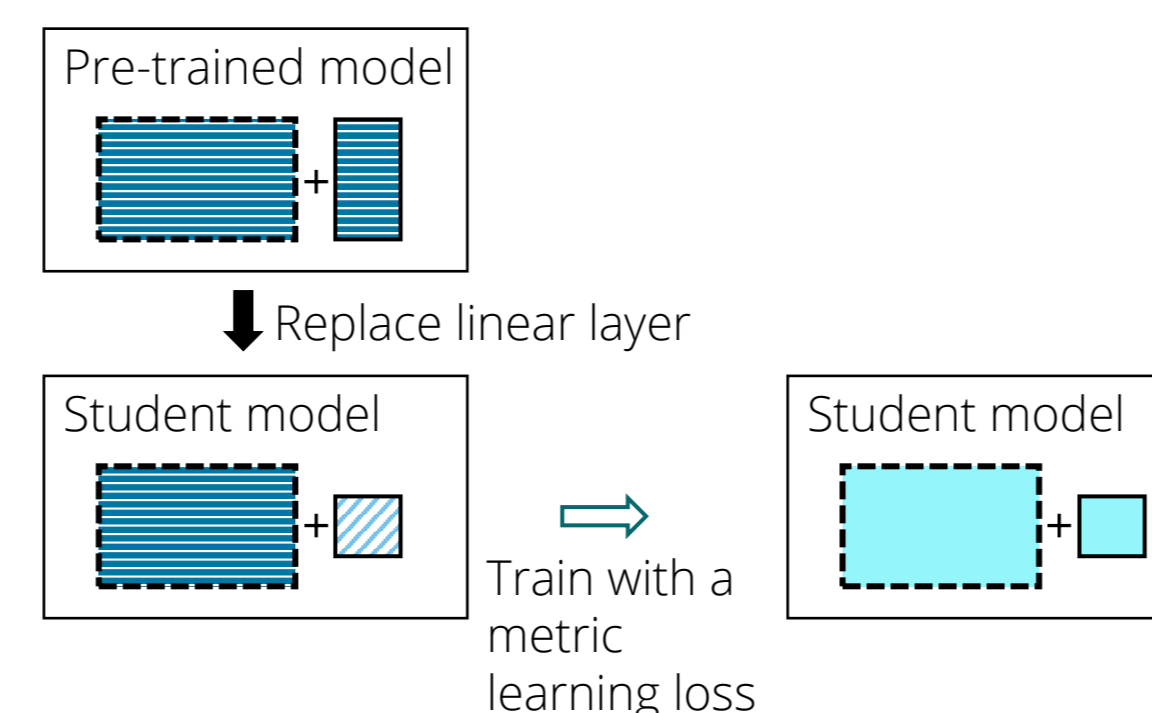 Pre-trained model
+
Replace linear layer
Student model
+
Train with a
metric
learning loss
Student model
+